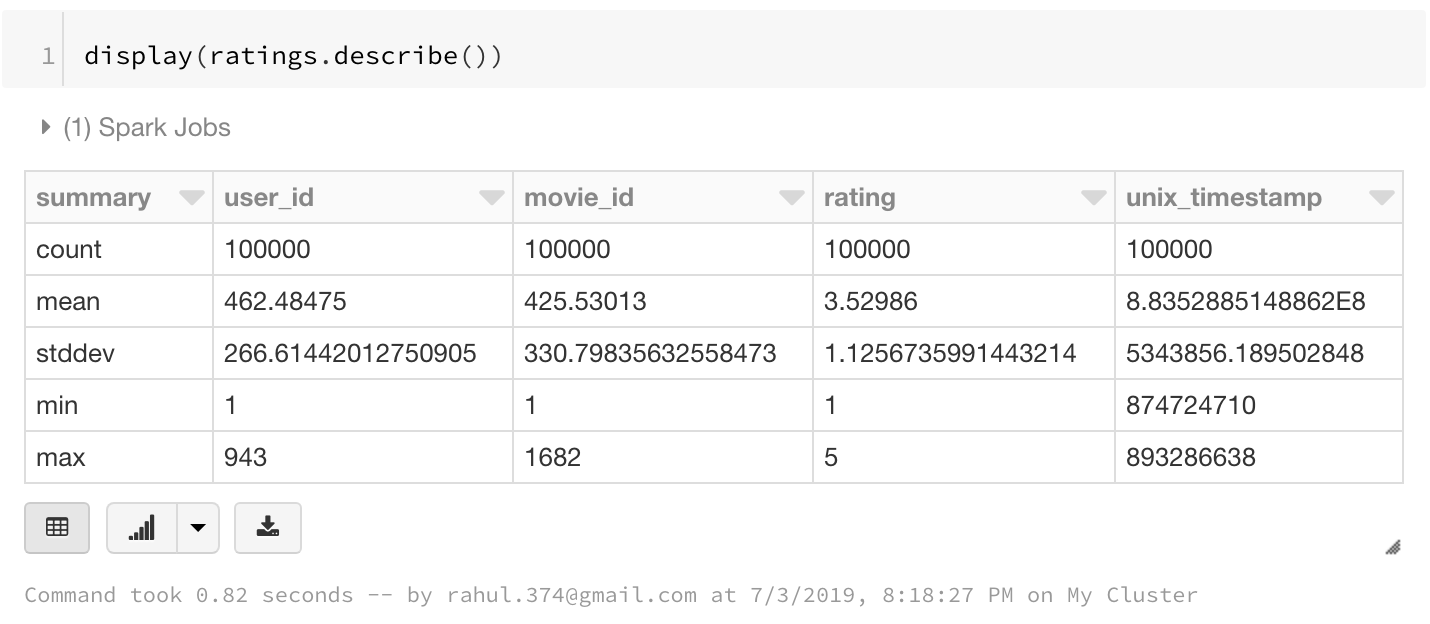 1 display(ratings.describe())
(1) Spark Jobs
summary user_id movie_id rating unix_timestamp
count 100000 100000 100000 100000
mean 462.48475 425.53013 3.52986 8.8352885148862E8
stddev 266.61442012750905 330.79835632558473 1.1256735991443214 5343856.189502848
min 1 1 1 874724710
max 943 1682 5 893286638
Command took 0.82 seconds -- by rahul.374@gmail.com at 7/3/2019, 8:18:27 PM on My Cluster